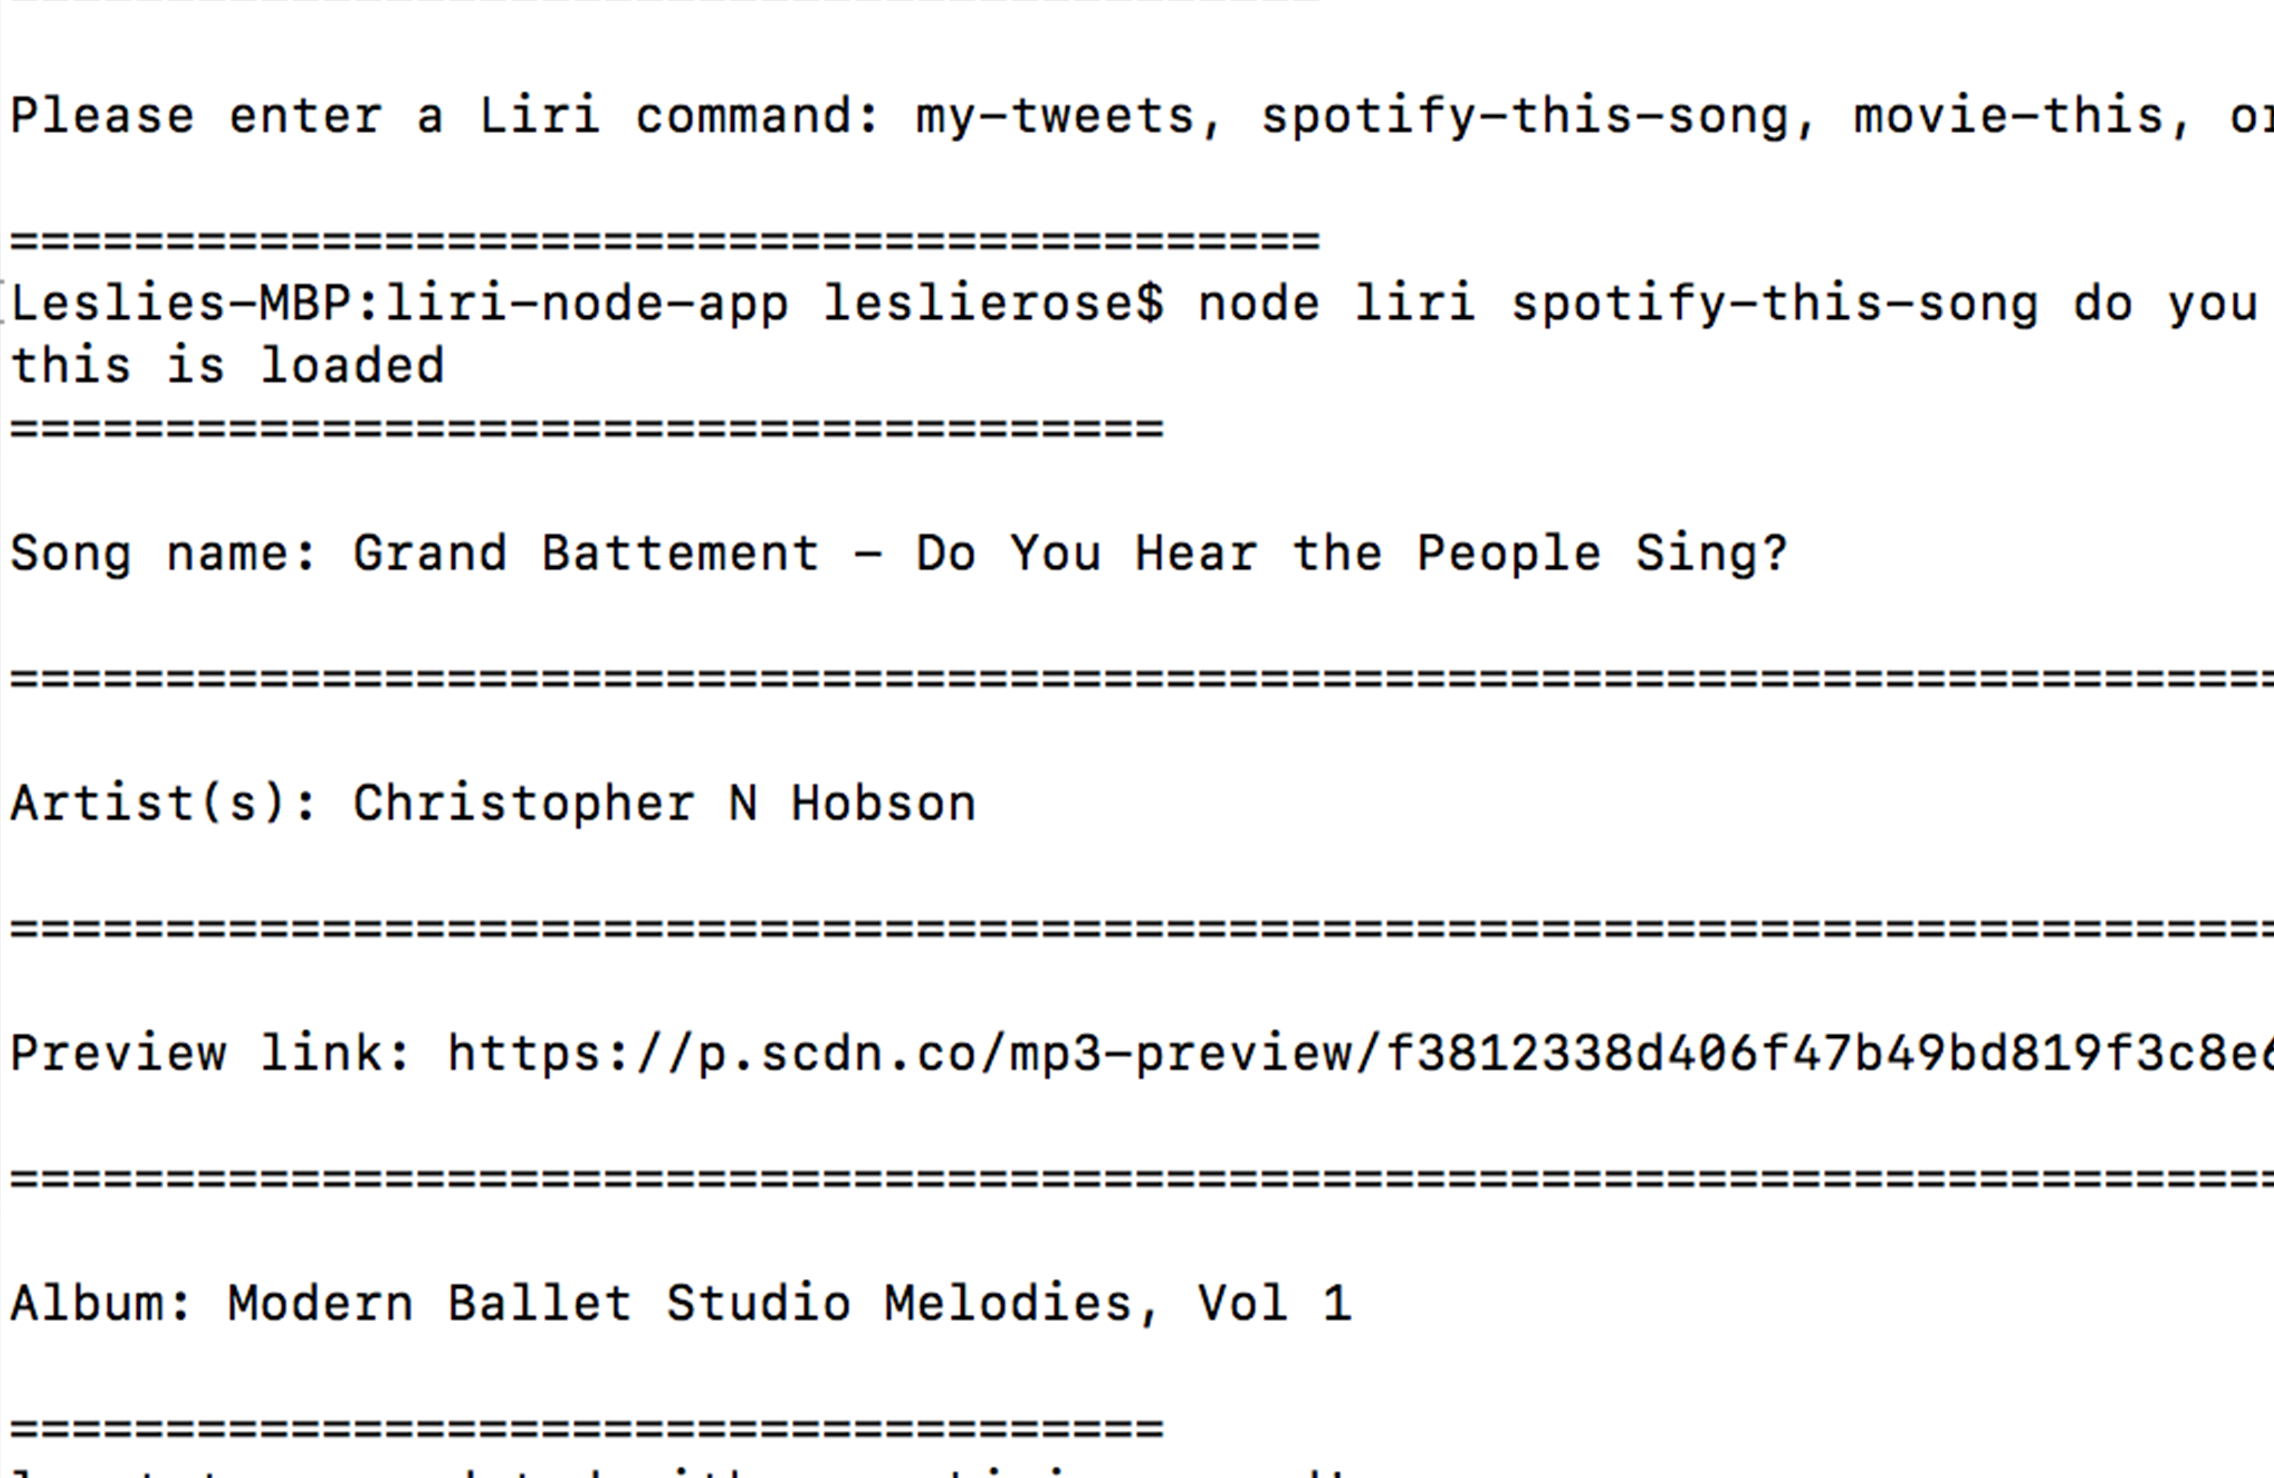 Please enter a Liri command: my-tweets, spotify-this-song, movie-this, or
==========================================
Leslies-MBP:liri-node-app leslierose$ node liri spotify-this-song do you
this is loaded
=====================================
Song name: Grand Battement - Do You Hear the People Sing?
=========================================================================
Artist(s): Christopher N Hobson
=========================================================================
Preview link: https://p.scdn.co/mp3-preview/f3812338d406f47b49bd819f3c8e6
=========================================================================
Album: Modern Ballet Studio Melodies, Vol 1
=====================================